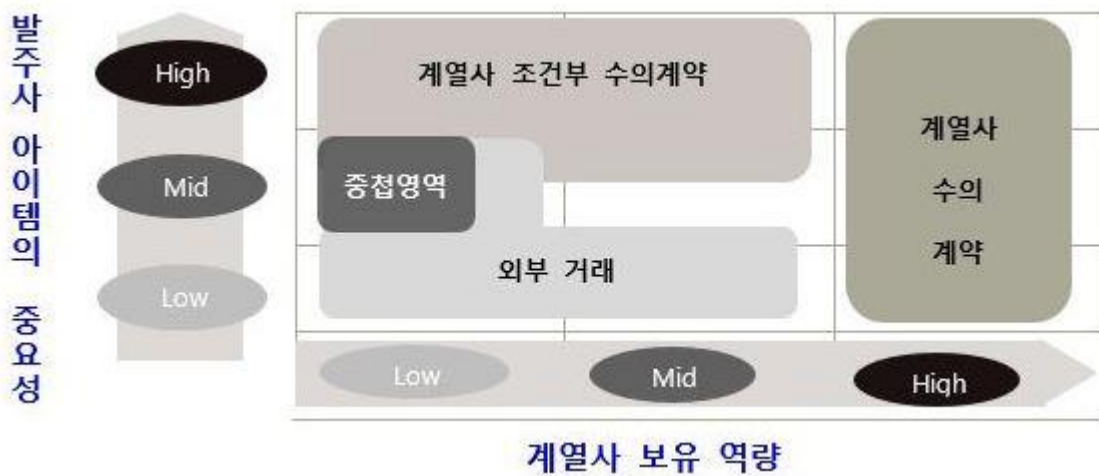 발주사 아이템의 중요성
High
Mid
Low
계열사 조건부 수의계약
중첩영역
외부 거래
계열사
수의
계약
Low
Mid
High
계열사 보유 역량